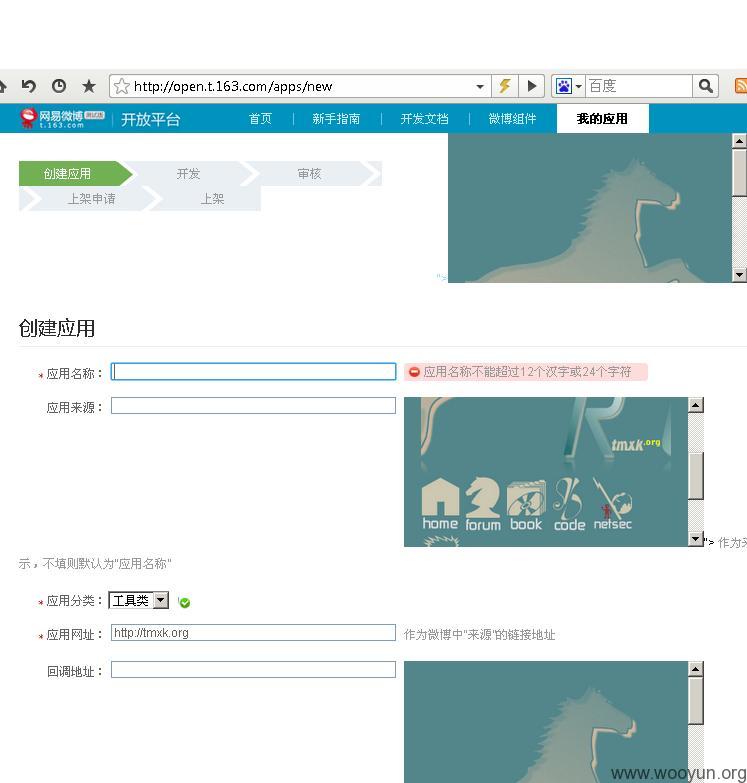 http://open.t.163.com/apps/new
百度
网易微博 测试版
t.163.com
开放平台
首页
新手指南
开发文档
微博组件
我的应用
创建应用
开发
审核
上架申请
上架
">
创建应用
* 应用名称：
应用名称不能超过12个汉字或24个字符
应用来源：
R
tmxk.org
home forum book code netsec
"> 作为来
示，不填则默认为"应用名称"
* 应用分类： 工具类
* 应用网址： http://tmxk.org 作为微博中"来源"的链接地址
回调地址：
www.wooyun.org